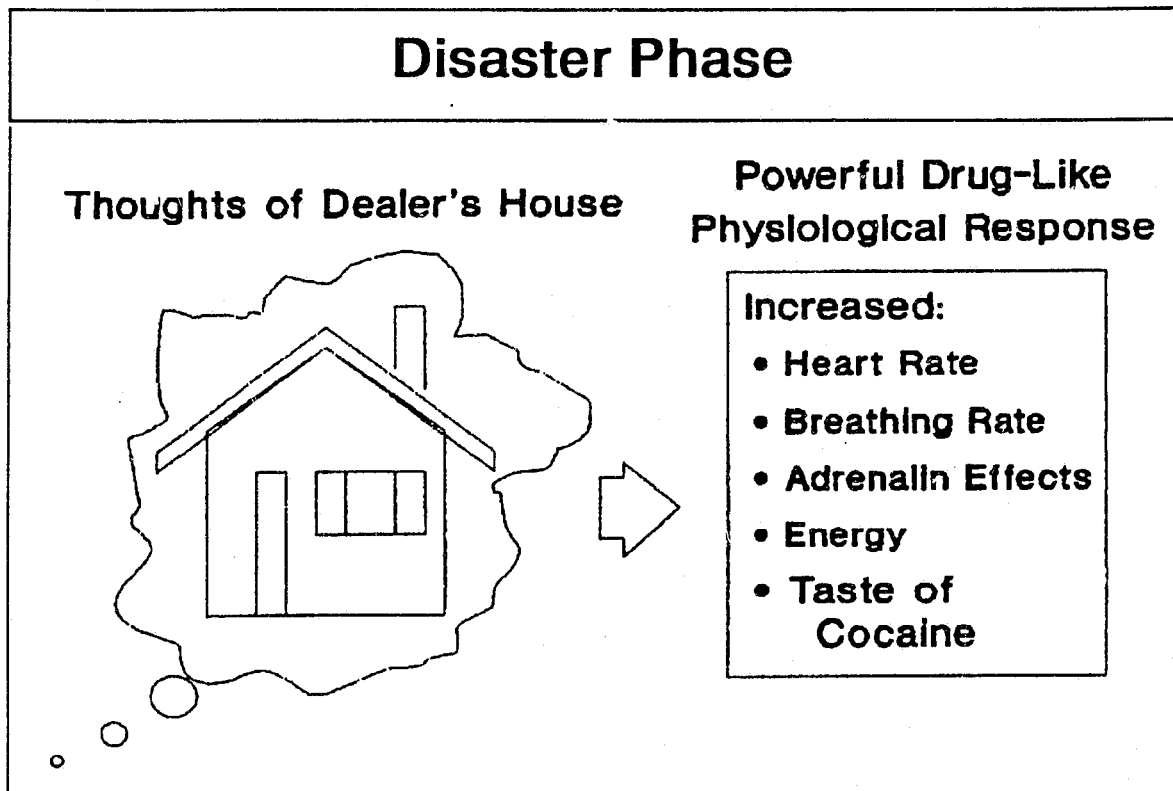 Disaster Phase
Thoughts of Dealer's House
Powerful Drug-Like
Physiological Response
Increased:
• Heart Rate
• Breathing Rate
• Adrenalin Effects
• Energy
• Taste of
Cocaine